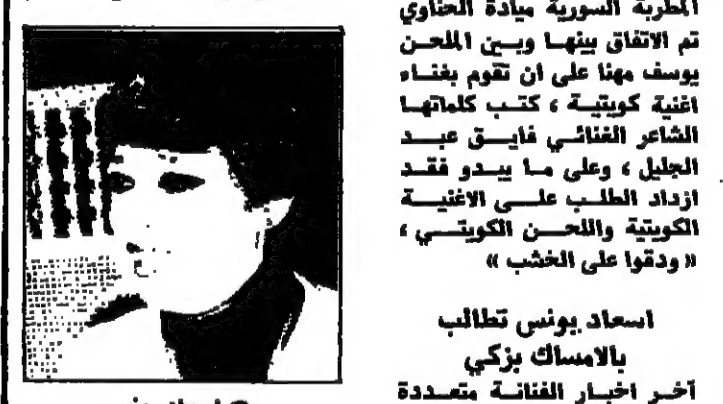 المطربة السورية ميادة الحناوي
تم الاتفاق بينها وبين الملحن
يوسف مهنا على ان تقوم بغناء
اغنية كويتية ، كتب كلماتها
الشاعر الغنائي فايق عبد
الجليل ، وعلى ما يبدو فقد
ازداد الطلب على الاغنية
الكويتية واللحن الكويتي ،
« ودقوا على الخشب »
اسعاد يونس تطالب
بالامساك بزكي
آخر اخبار الفنانة متعددة